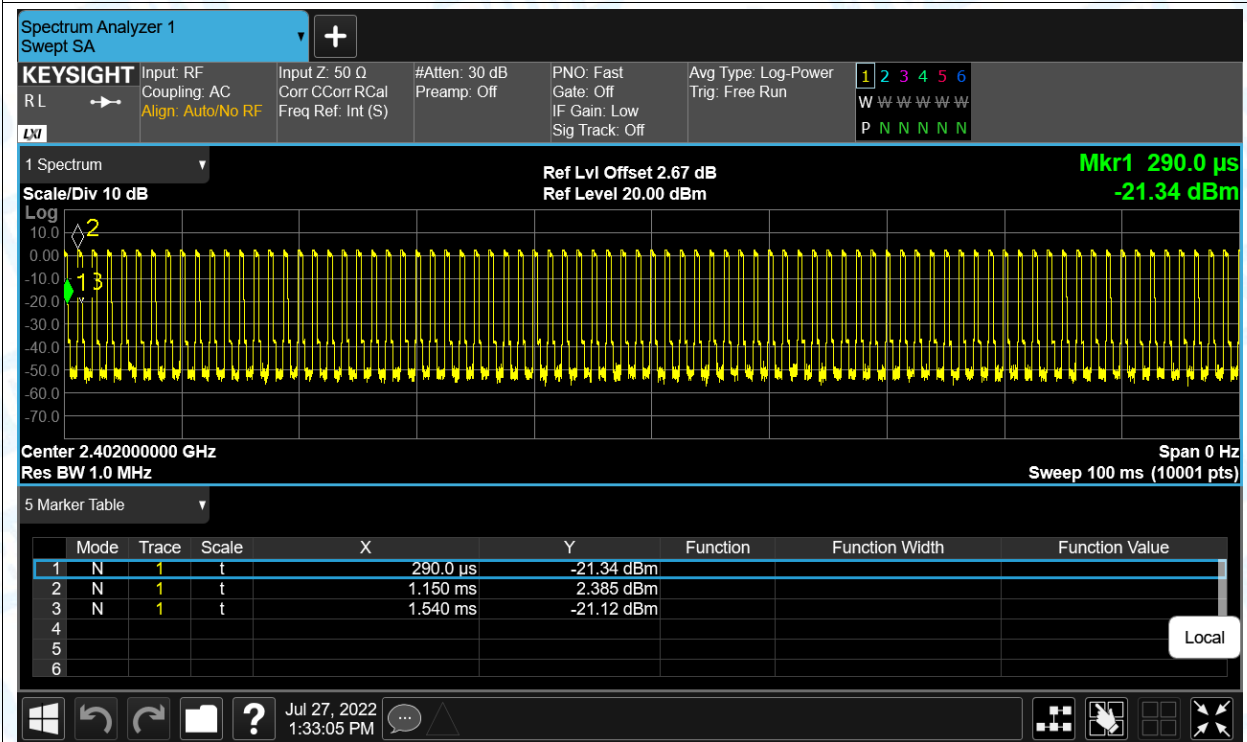 Spectrum Analyzer 1
Swept SA
+
KEYSIGHT
R L
LXI
Input: RF
Coupling: AC
Align: Auto/No RF
Input Z: 50 Ω
Corr CCorr RCal
Freq Ref: Int (S)
#Atten: 30 dB
Preamp: Off
PNO: Fast
Gate: Off
IF Gain: Low
Sig Track: Off
Avg Type: Log-Power
Trig: Free Run
1 2 3 4 5 6
W W W W W W
P N N N N N
1 Spectrum
Scale/Div 10 dB
Log
Ref Lvl Offset 2.67 dB
Ref Level 20.00 dBm
Mkr1 290.0 µs
-21.34 dBm
10.0
0.00
-10.0
-20.0
-30.0
-40.0
-50.0
-60.0
-70.0
2
1 3
Center 2.402000000 GHz
Res BW 1.0 MHz
Span 0 Hz
Sweep 100 ms (10001 pts)
5 Marker Table
Mode Trace Scale X Y Function Function Width Function Value
1 N 1 t 290.0 µs -21.34 dBm
2 N 1 t 1.150 ms 2.385 dBm
3 N 1 t 1.540 ms -21.12 dBm
4
5
6
Local
?
Jul 27, 2022
1:33:05 PM